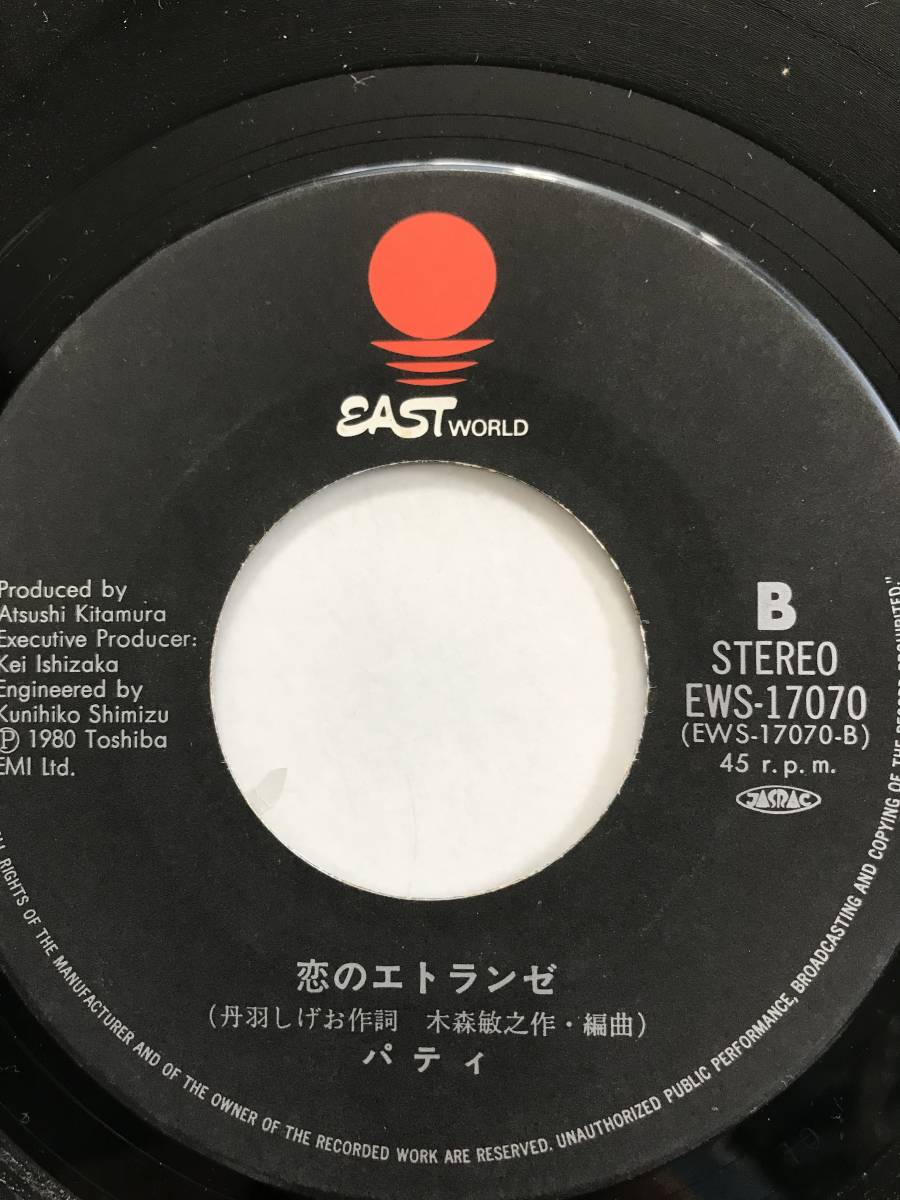 EAST WORLD
Produced by
Atsushi Kitamura
Executive Producer:
Kei Ishizaka
Engineered by
Kunihiko Shimizu
Ⓟ 1980 Toshiba
EMI Ltd.
B
STEREO
EWS-17070
(EWS-17070-B)
45 r.p.m.
JASRAC
恋のエトランゼ
(丹羽しげお作詞 木森敏之作・編曲)
パティ
RIGHTS OF THE MANUFACTURER AND OF THE OWNER OF THE RECORDED WORK ARE RESERVED. UNAUTHORIZED PUBLIC PERFORMANCE, BROADCASTING AND COPYING OF THE RECORD PROHIBITED."